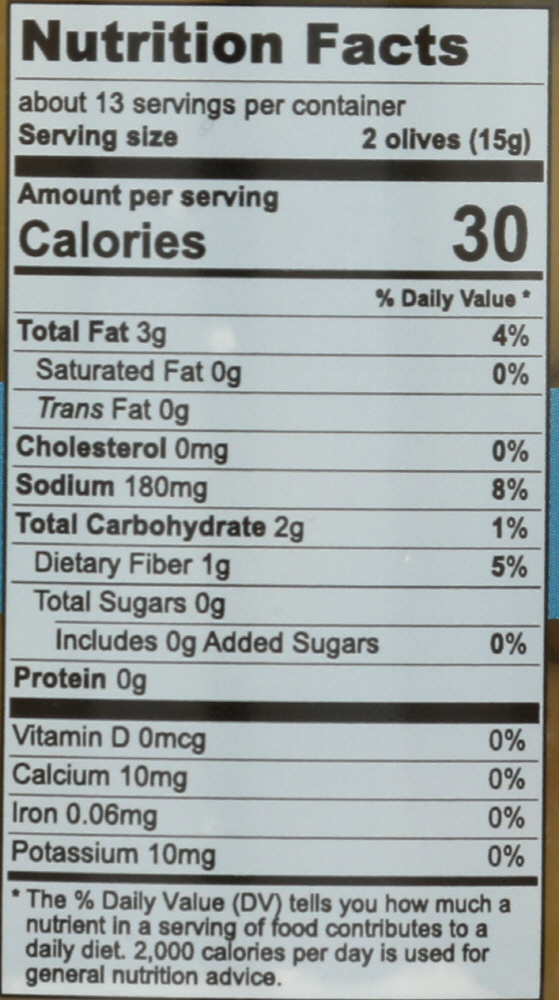 Nutrition Facts
about 13 servings per container
Serving size 2 olives (15g)
Amount per serving
Calories 30
% Daily Value *
Total Fat 3g 4%
Saturated Fat 0g 0%
Trans Fat 0g
Cholesterol 0mg 0%
Sodium 180mg 8%
Total Carbohydrate 2g 1%
Dietary Fiber 1g 5%
Total Sugars 0g
Includes 0g Added Sugars 0%
Protein 0g
Vitamin D 0mcg 0%
Calcium 10mg 0%
Iron 0.06mg 0%
Potassium 10mg 0%
* The % Daily Value (DV) tells you how much a
nutrient in a serving of food contributes to a
daily diet. 2,000 calories per day is used for
general nutrition advice.